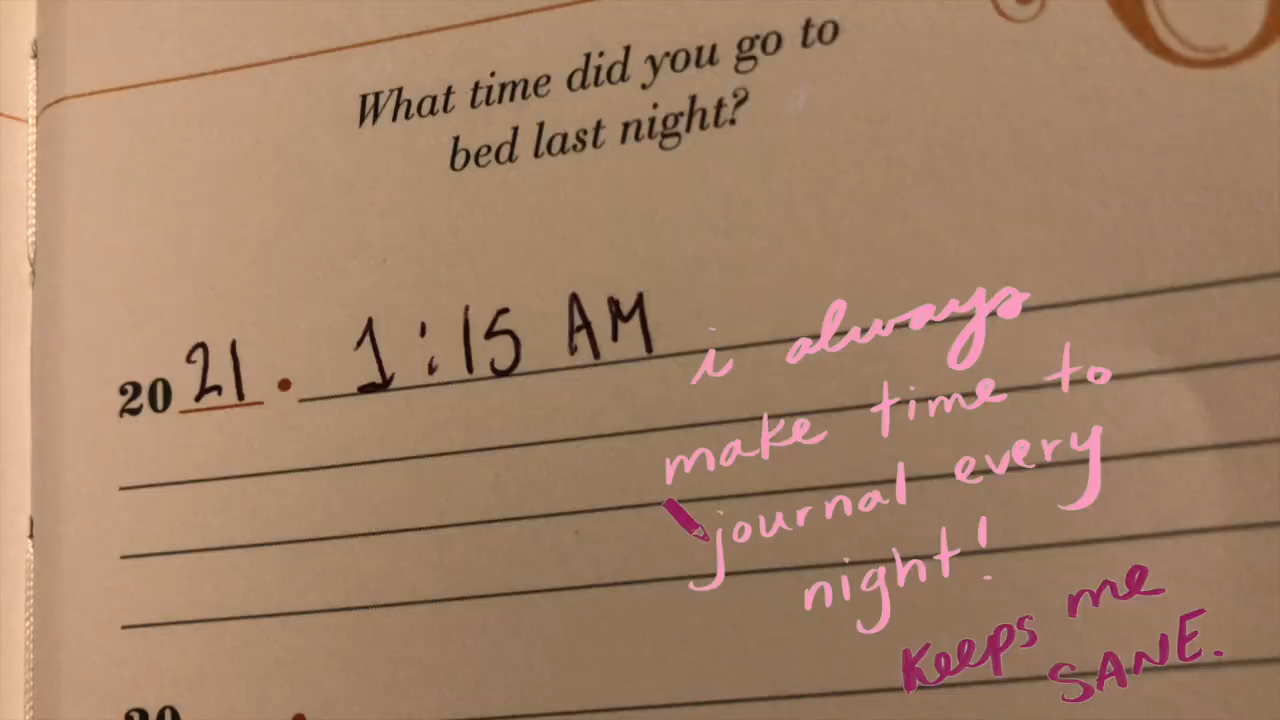 What time did you go to
bed last night?
2021 · 1:15 AM
i always
make time to
journal every
night!
Keeps me
SANE.
20